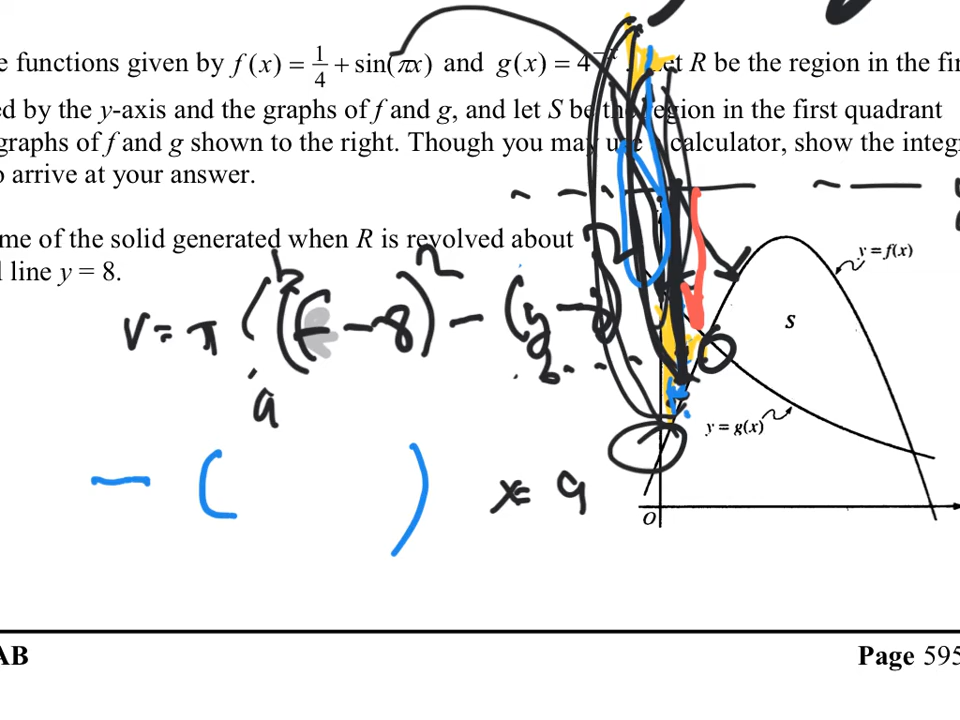 e functions given by f(x) = 1/4 + sin(πx) and g(x) = 4 et R be the region in the fir
ed by the y-axis and the graphs of f and g, and let S be the region in the first quadrant
graphs of f and g shown to the right. Though you may use calculator, show the integ
o arrive at your answer.
me of the solid generated when R is revolved about
l line y = 8.
y = f(x)
S
y = g(x)
O
V = π ( - 8)² - (
b
a
- ( )
x = 9
AB
Page 595